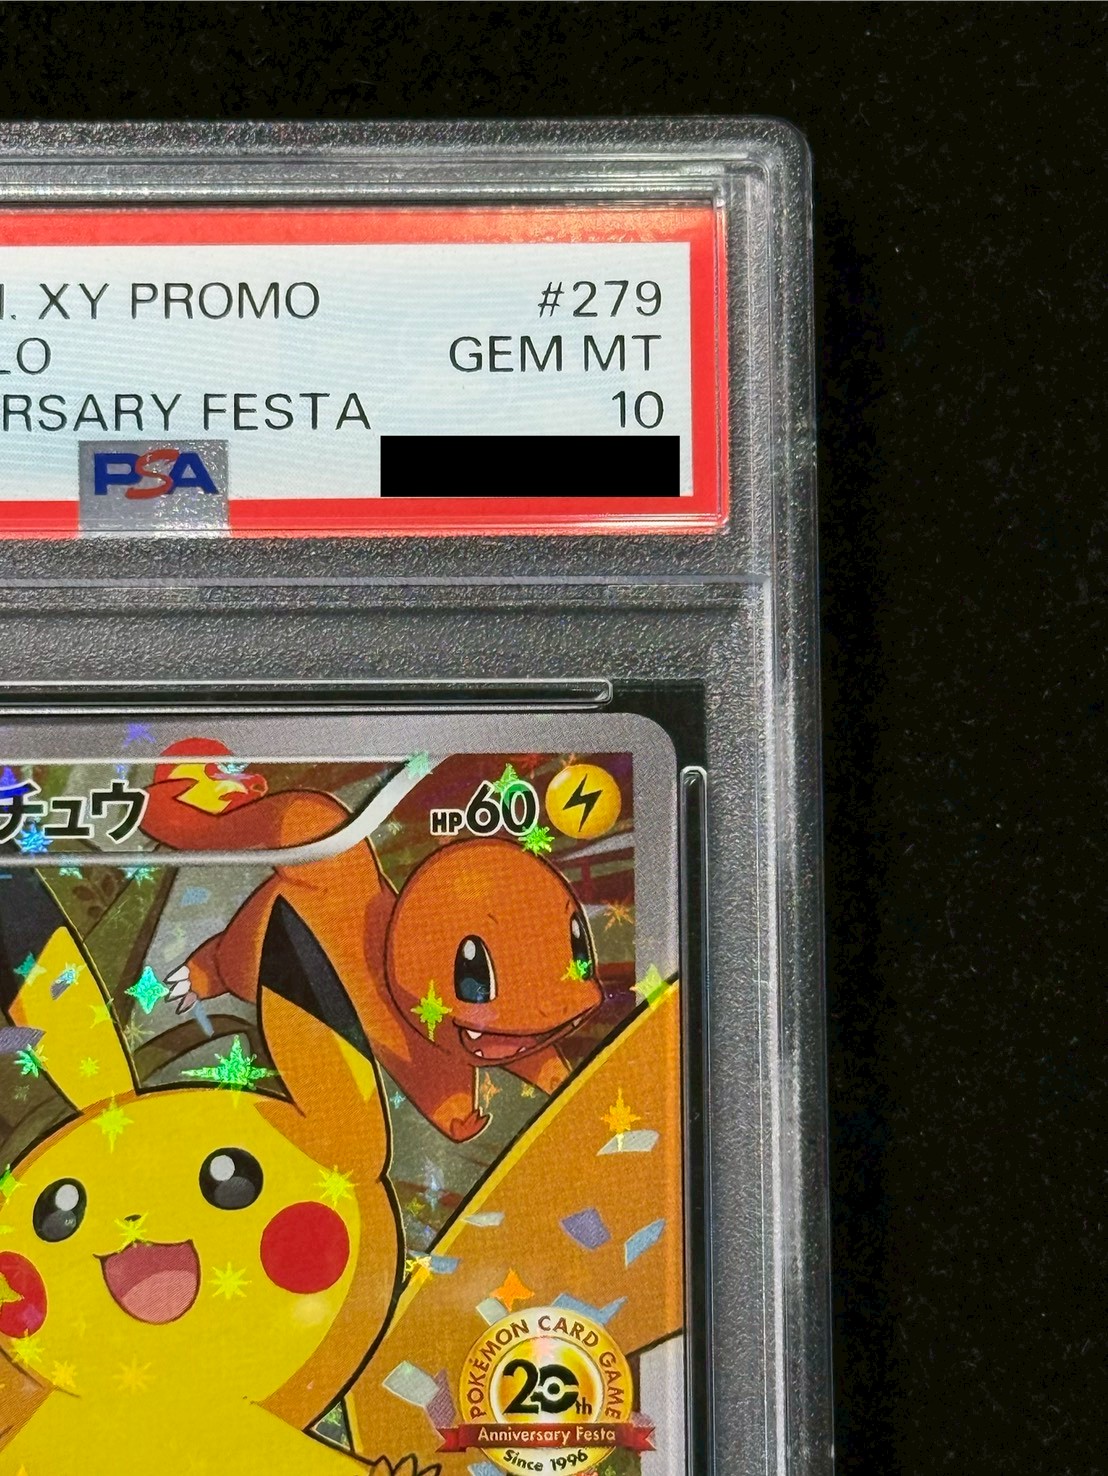 XY PROMO #279
LO GEM MT
RSARY FESTA 10
PSA
チュウ HP60
POKÉMON CARD GAME
20th
Anniversary Festa
Since 1996